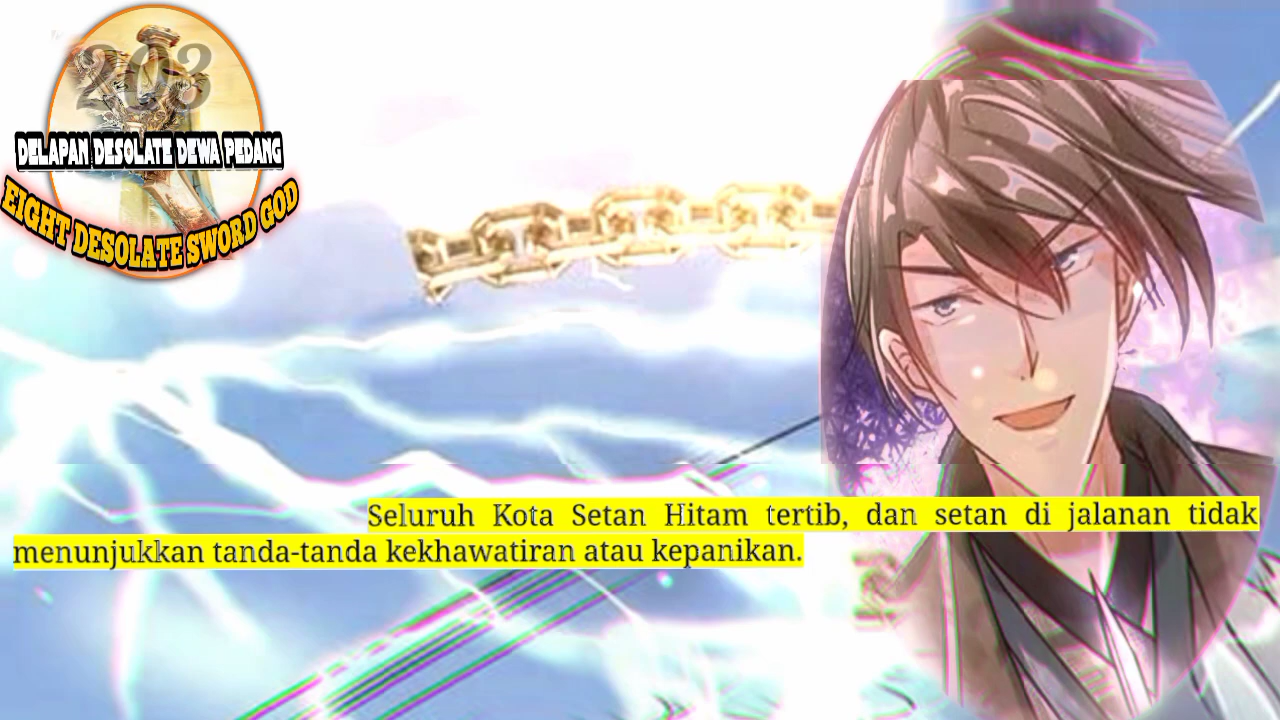 203
DELAPAN DESOLATE DEWA PEDANG
EIGHT DESOLATE SWORD GOD
Seluruh Kota Setan Hitam tertib, dan setan di jalanan tidak
menunjukkan tanda-tanda kekhawatiran atau kepanikan.